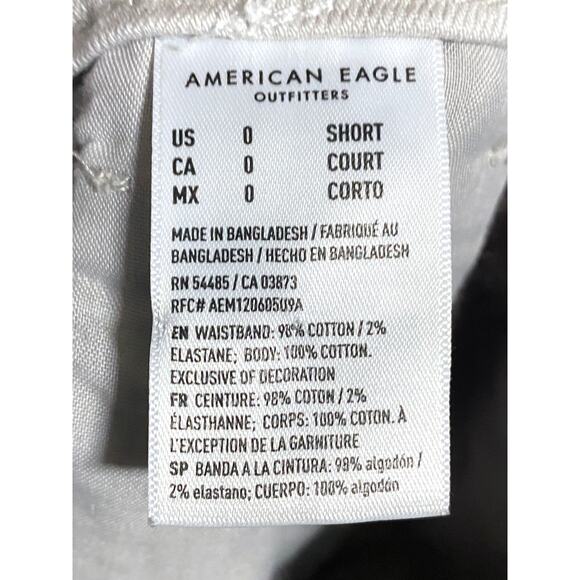 AMERICAN EAGLE
OUTFITTERS
US 0 SHORT
CA 0 COURT
MX 0 CORTO
MADE IN BANGLADESH / FABRIQUÉ AU
BANGLADESH / HECHO EN BANGLADESH
RN 54485 / CA 03873
RFC# AEM120605U9A
EN WAISTBAND: 98% COTTON / 2%
ELASTANE; BODY: 100% COTTON.
EXCLUSIVE OF DECORATION
FR CEINTURE: 98% COTON / 2%
ÉLASTHANNE; CORPS: 100% COTON. À
L'EXCEPTION DE LA GARNITURE
SP BANDA A LA CINTURA: 98% algodón /
2% elastano; CUERPO: 100% algodón